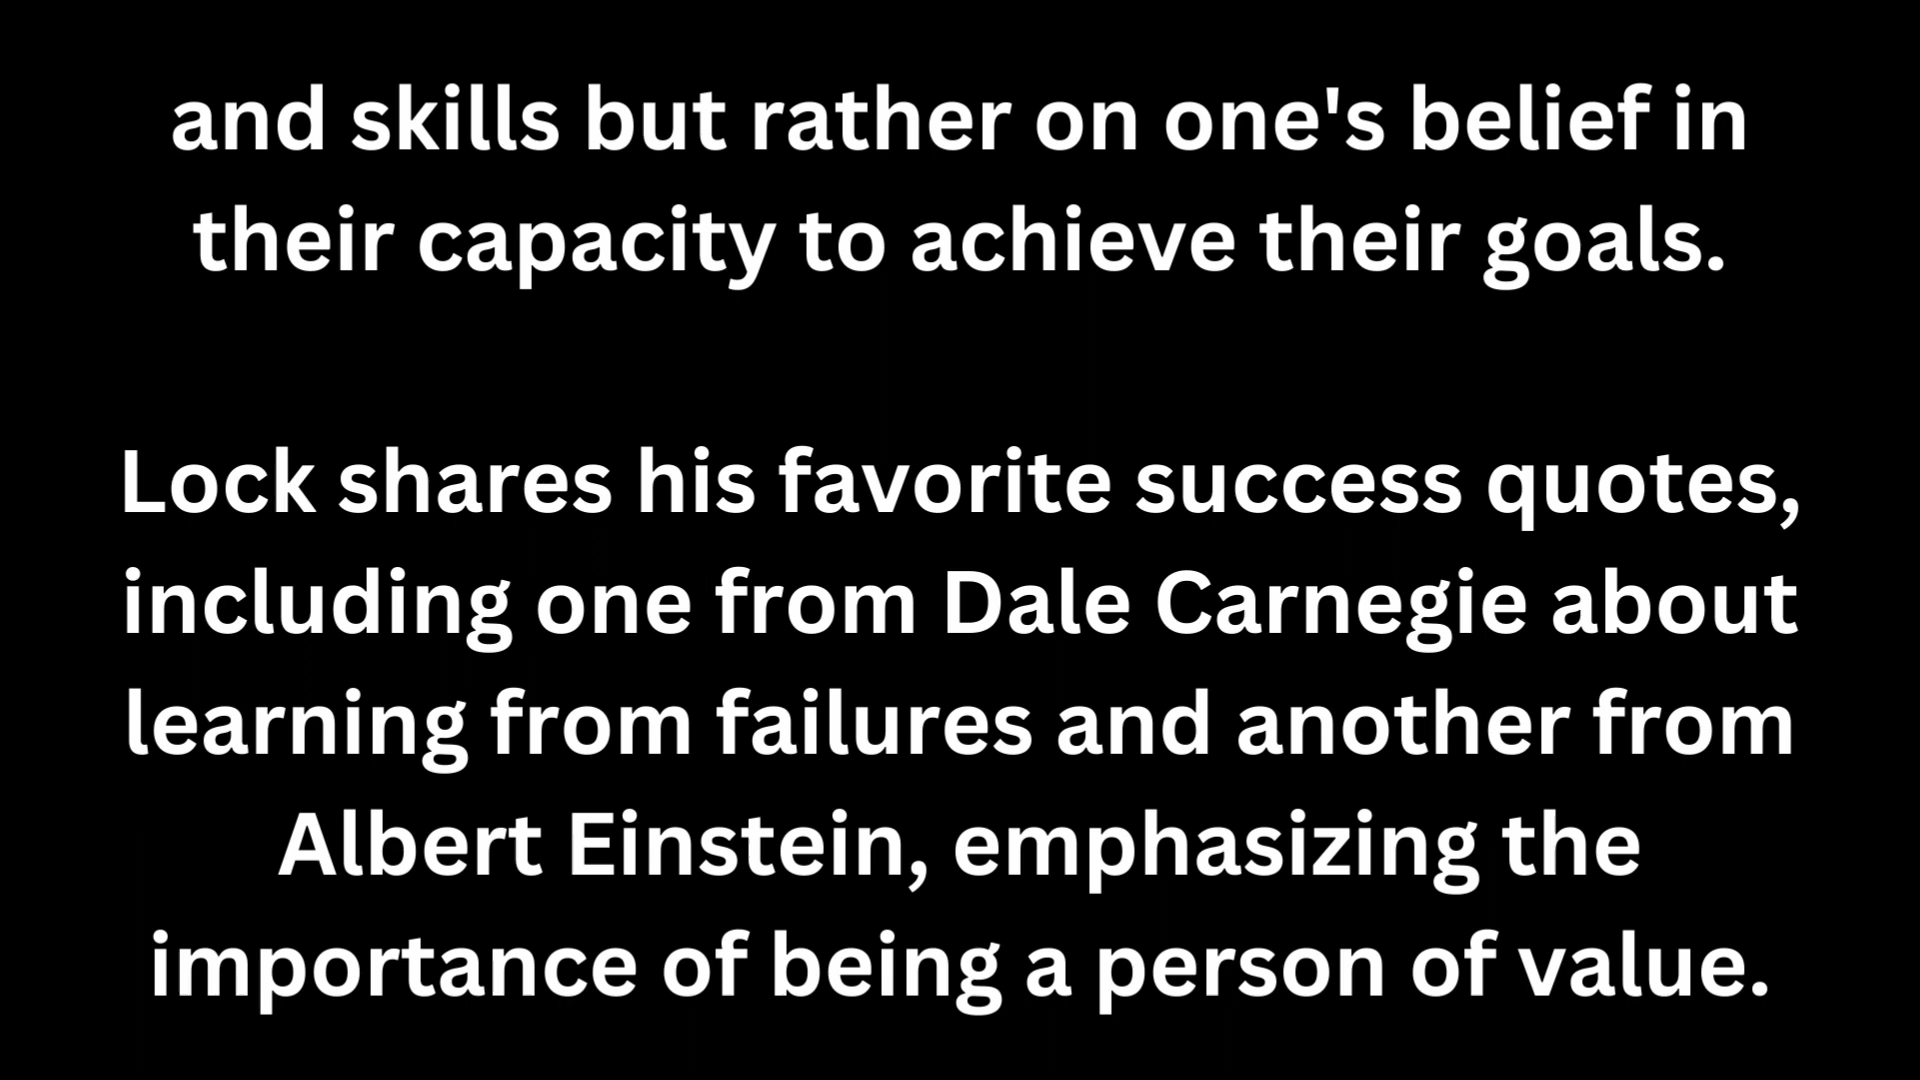 and skills but rather on one's belief in
their capacity to achieve their goals.
Lock shares his favorite success quotes,
including one from Dale Carnegie about
learning from failures and another from
Albert Einstein, emphasizing the
importance of being a person of value.